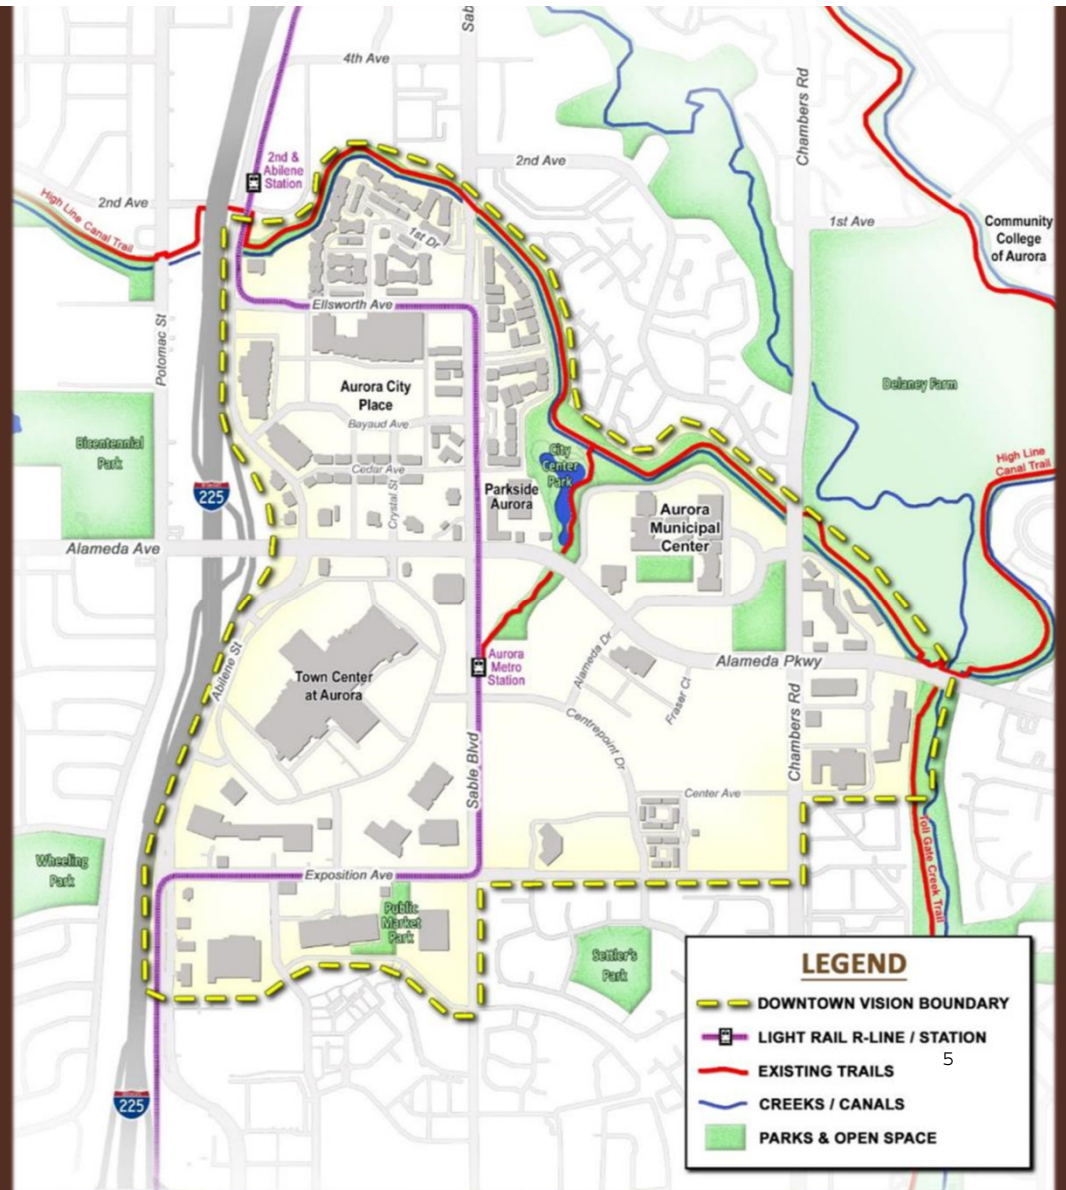 Sab
4th Ave
Chambers Rd
2nd &
Abilene
Station
2nd Ave
2nd Ave
High Line Canal Trail
1st Ave
Community
College
of Aurora
1st Dr
Ellsworth Ave
Potomac St
Aurora City
Place
Delaney Farm
Bayaud Ave
Bicentennial
Park
City
Center
Park
High Line
Canal Trail
Cedar Ave
225
Crystal St
Parkside
Aurora
Aurora
Municipal
Center
Alameda Ave
Abilene St
Town Center
at Aurora
Aurora
Metro
Station
Alameda Dr
Alameda Pkwy
Fraser Ct
Centrepoint Dr
Sable Blvd
Chambers Rd
Center Ave
Wheeling
Park
Exposition Ave
Toll Gate Creek Trail
Public
Market
Park
Settler's
Park
LEGEND
DOWNTOWN VISION BOUNDARY
LIGHT RAIL R-LINE / STATION
5
EXISTING TRAILS
225
CREEKS / CANALS
PARKS & OPEN SPACE